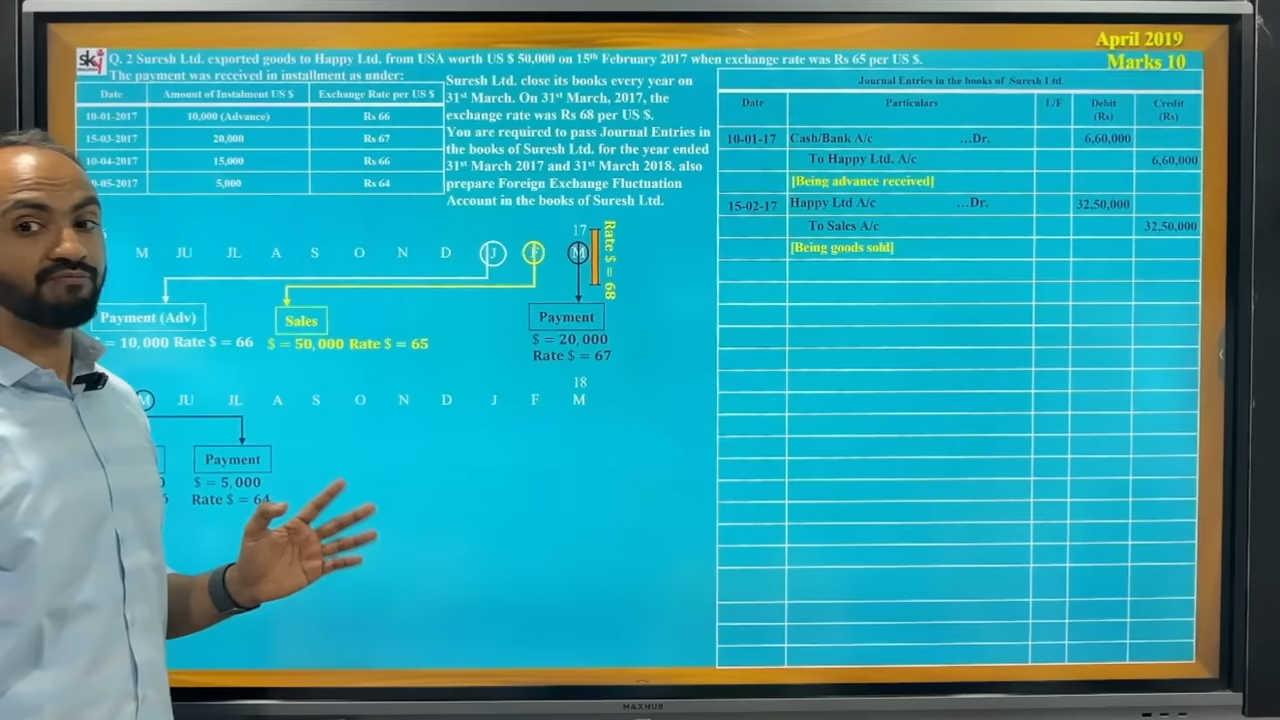 April 2019
Marks 10
sky
Q. 2 Suresh Ltd. exported goods to Happy Ltd. from USA worth US $ 50,000 on 15th February 2017 when exchange rate was Rs 65 per US $.
The payment was received in installment as under:
Date Amount of Instalment US $ Exchange Rate per US $
10-01-2017 10,000 (Advance) Rs 66
15-03-2017 20,000 Rs 67
10-04-2017 15,000 Rs 66
-05-2017 5,000 Rs 64
Suresh Ltd. close its books every year on
31st March. On 31st March, 2017, the
exchange rate was Rs 68 per US $.
You are required to pass Journal Entries in
the books of Suresh Ltd. for the year ended
31st March 2017 and 31st March 2018. also
prepare Foreign Exchange Fluctuation
Account in the books of Suresh Ltd.
17
M JU JL A S O N D J F M
Rate $ = 68
Payment (Adv)
= 10,000 Rate $ = 66
Sales
$ = 50,000 Rate $ = 65
Payment
$ = 20,000
Rate $ = 67
18
M JU JL A S O N D J F M
Payment
$ = 5,000
Rate $ = 64
Journal Entries in the books of Suresh Ltd.
Date Particulars L/F Debit (Rs) Credit (Rs)
10-01-17 Cash/Bank A/c ...Dr. 6,60,000
To Happy Ltd. A/c 6,60,000
[Being advance received]
15-02-17 Happy Ltd A/c ...Dr. 32,50,000
To Sales A/c 32,50,000
[Being goods sold]
MAXHUB